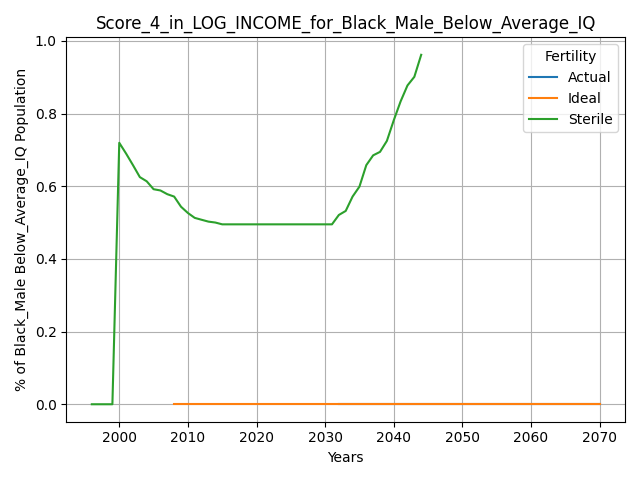 Score_4_in_LOG_INCOME_for_Black_Male_Below_Average_IQ
% of Black_Male Below_Average_IQ Population
1.0
0.8
0.6
0.4
0.2
0.0
Fertility
Actual
Ideal
Sterile
2000 2010 2020 2030 2040 2050 2060 2070
Years